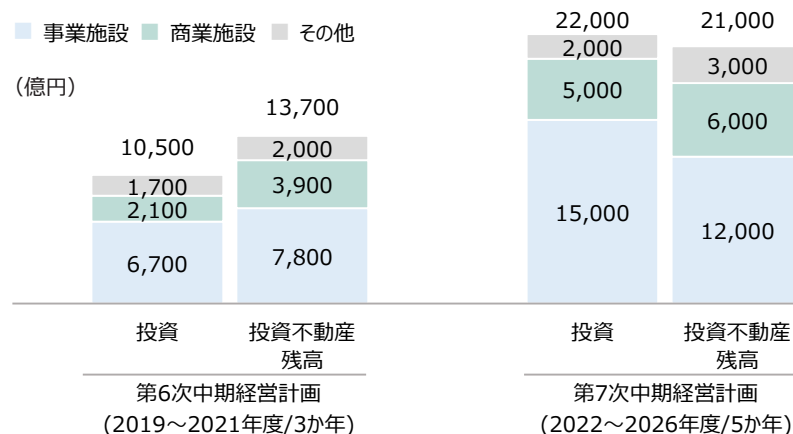 事業施設 商業施設 その他
（億円）
10,500
1,700
2,100
6,700
13,700
2,000
3,900
7,800
22,000
2,000
5,000
15,000
21,000
3,000
6,000
12,000
投資
投資不動産
残高
第6次中期経営計画
(2019～2021年度/3か年)
投資
投資不動産
残高
第7次中期経営計画
(2022～2026年度/5か年)